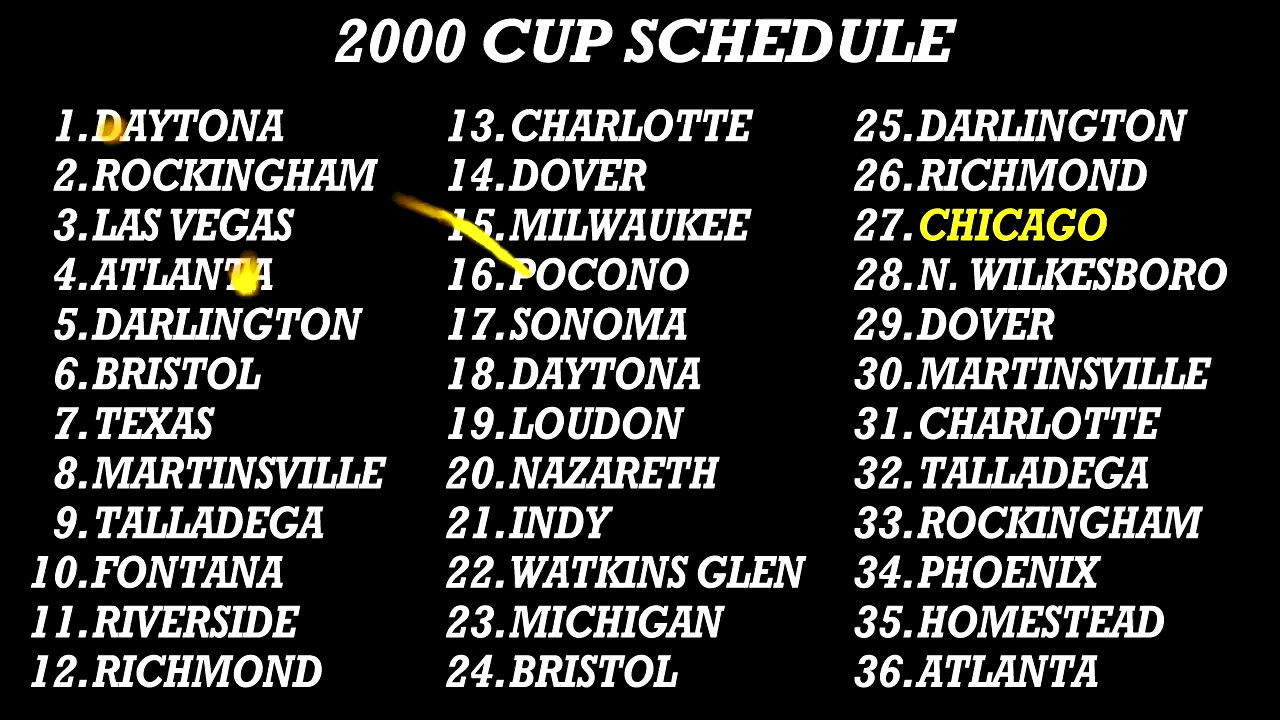 2000 CUP SCHEDULE
1. DAYTONA
2. ROCKINGHAM
3. LAS VEGAS
4. ATLANTA
5. DARLINGTON
6. BRISTOL
7. TEXAS
8. MARTINSVILLE
9. TALLADEGA
10. FONTANA
11. RIVERSIDE
12. RICHMOND
13. CHARLOTTE
14. DOVER
15. MILWAUKEE
16. POCONO
17. SONOMA
18. DAYTONA
19. LOUDON
20. NAZARETH
21. INDY
22. WATKINS GLEN
23. MICHIGAN
24. BRISTOL
25. DARLINGTON
26. RICHMOND
27. CHICAGO
28. N. WILKESBORO
29. DOVER
30. MARTINSVILLE
31. CHARLOTTE
32. TALLADEGA
33. ROCKINGHAM
34. PHOENIX
35. HOMESTEAD
36. ATLANTA